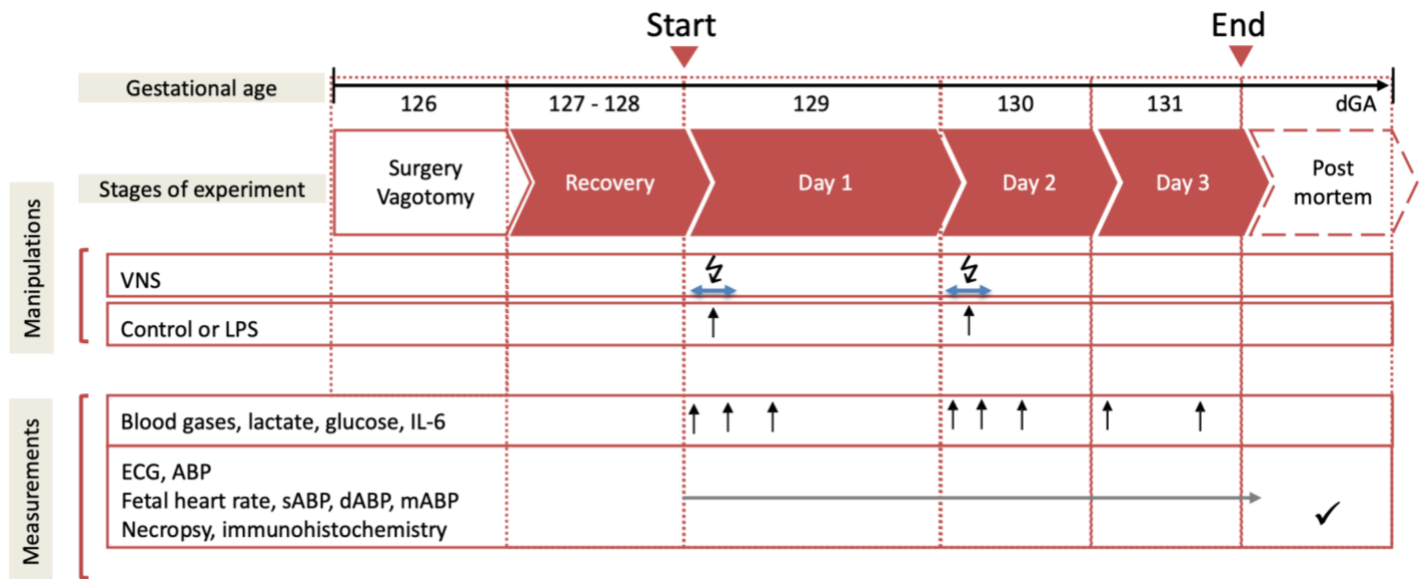 Start
End
Gestational age
126
127 - 128
129
130
131
dGA
Stages of experiment
Surgery
Vagotomy
Recovery
Day 1
Day 2
Day 3
Post
mortem
Manipulations
VNS
Control or LPS
Measurements
Blood gases, lactate, glucose, IL-6
ECG, ABP
Fetal heart rate, sABP, dABP, mABP
Necropsy, immunohistochemistry